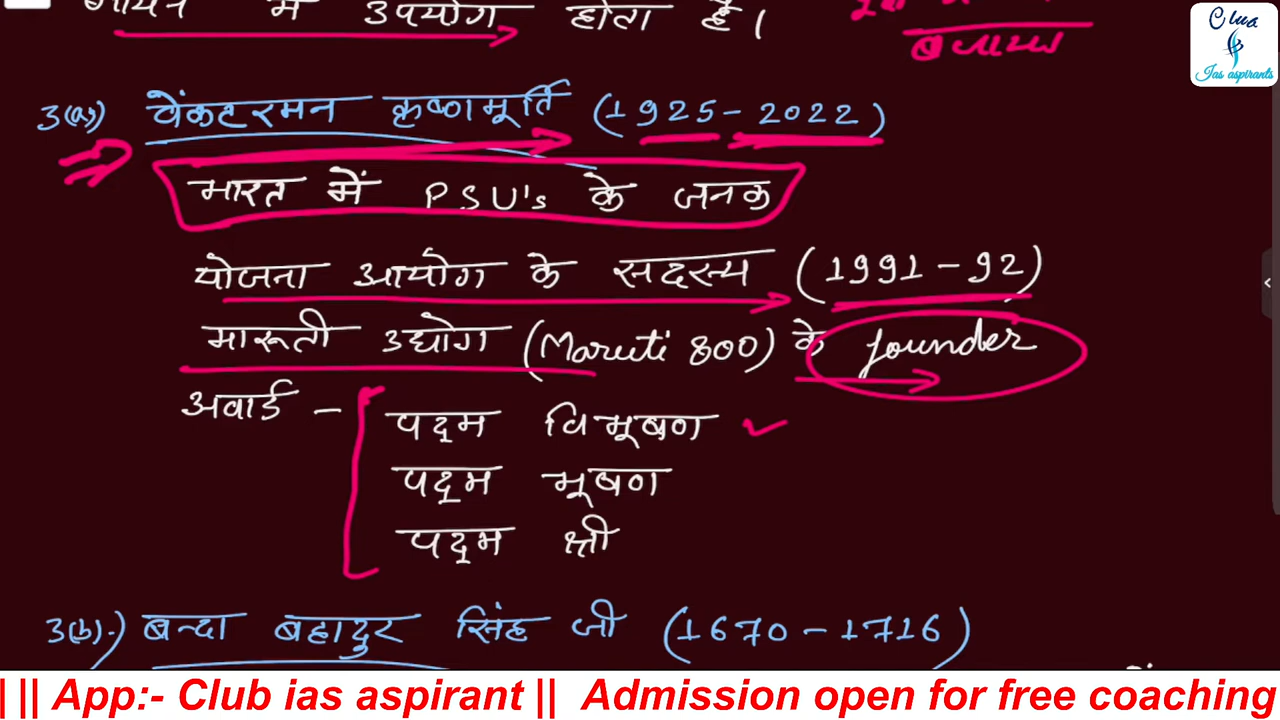 में उपयोग होता है।
Club
Ias aspirants
3(a) वेंकटरमन कृष्णमूर्ति (1925-2022)
भारत में PSU's के जनक
योजना आयोग के सदस्य (1991-92)
मारूती उद्योग (Maruti 800) के founder
अवार्ड - पद्म विभूषण
पद्म भूषण
पद्म श्री
3(b).) बन्दा बहादुर सिंह जी (1670-1716)
| || App:- Club ias aspirant || Admission open for free coaching